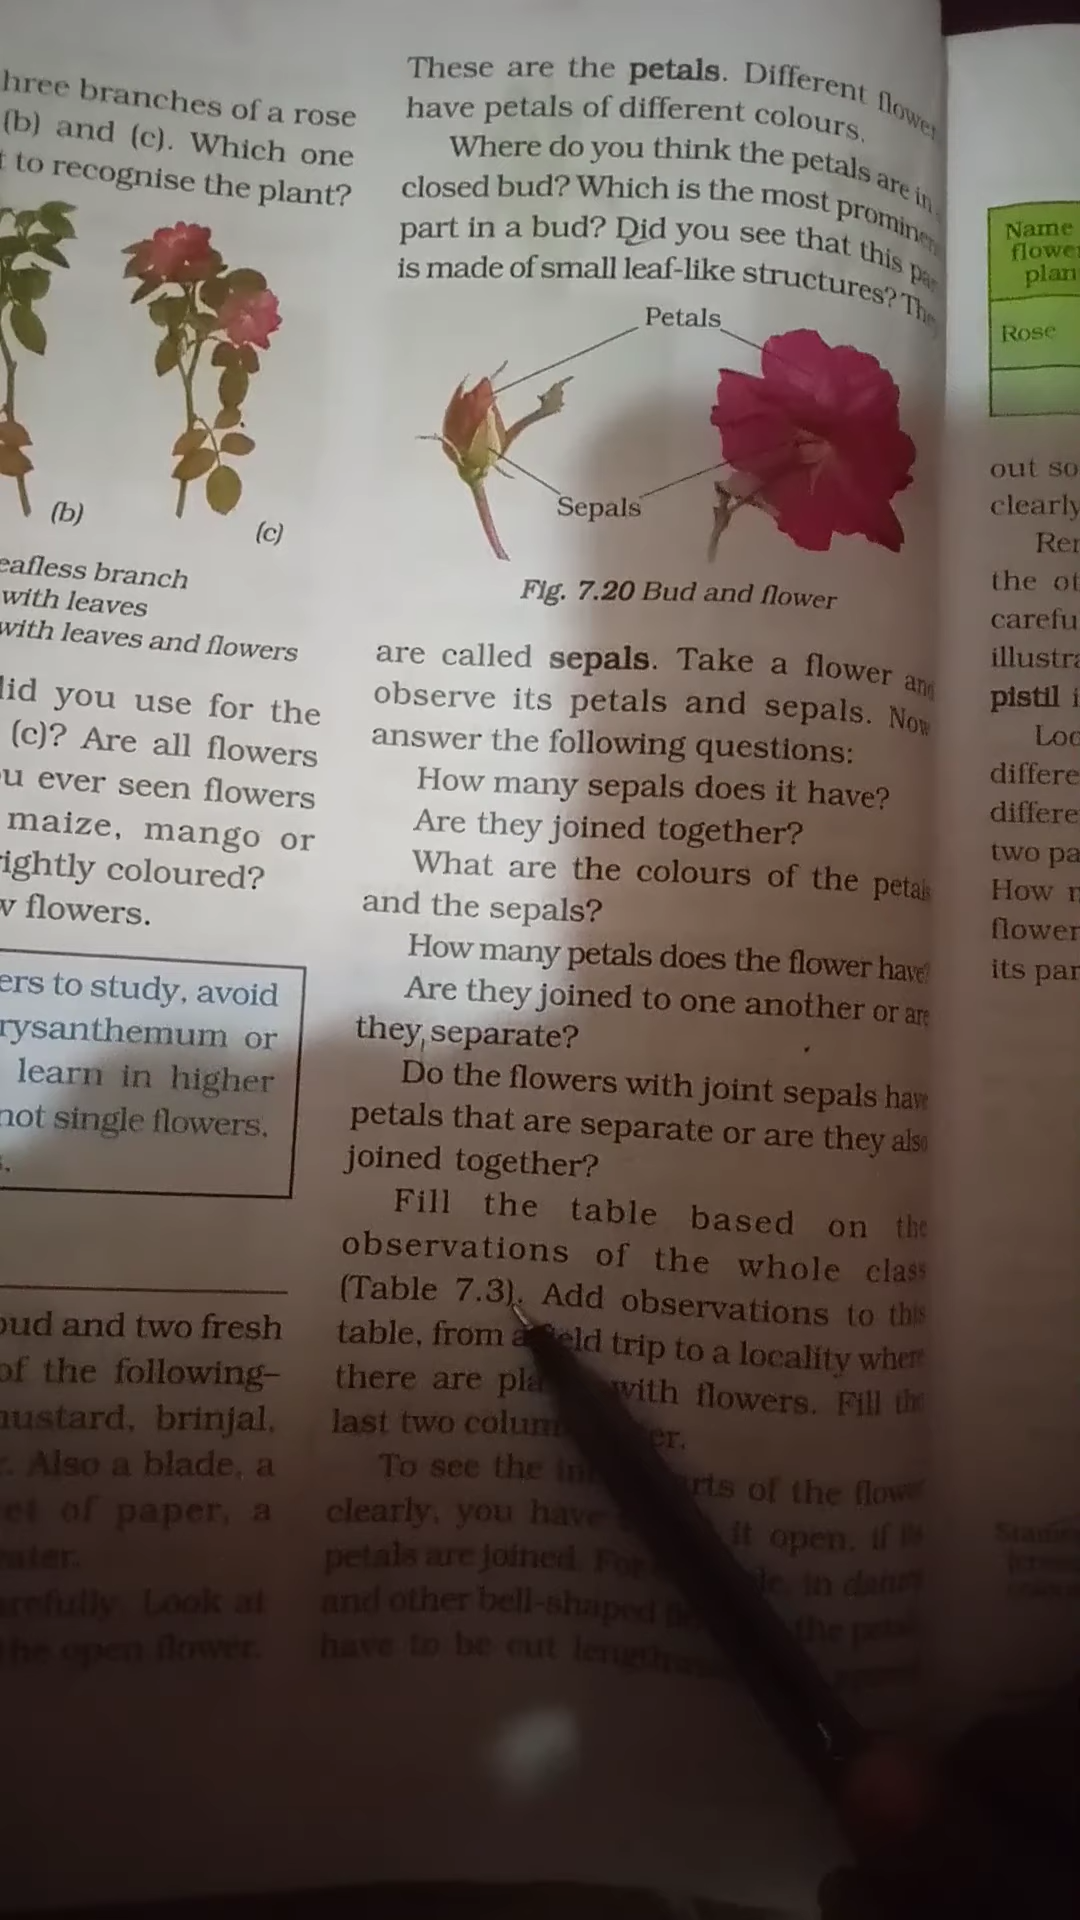 hree branches of a rose
(b) and (c). Which one
to recognise the plant?
(b)
(c)
eafless branch
with leaves
with leaves and flowers
did you use for the
(c)? Are all flowers
u ever seen flowers
maize, mango or
rightly coloured?
w flowers.
ers to study, avoid
rysanthemum or
learn in higher
not single flowers.
oud and two fresh
of the following–
mustard, brinjal,
Also a blade, a
et of paper, a
water.
arefully. Look at
the open flower.
These are the petals. Different flower
have petals of different colours.
Where do you think the petals are in
closed bud? Which is the most prominen
part in a bud? Did you see that this pa
is made of small leaf-like structures? The
Petals
Sepals
Fig. 7.20 Bud and flower
are called sepals. Take a flower and
observe its petals and sepals. Now
answer the following questions:
How many sepals does it have?
Are they joined together?
What are the colours of the petals
and the sepals?
How many petals does the flower have?
Are they joined to one another or are
they separate?
Do the flowers with joint sepals have
petals that are separate or are they also
joined together?
Fill the table based on the
observations of the whole class
(Table 7.3). Add observations to this
table, from a field trip to a locality where
there are pla with flowers. Fill the
last two colum er.
To see the in rts of the flowe
clearly, you have it open, if its
petals are joined. For le, in datura
and other bell-shaped the petal
have to be cut lengthw
Name
flowe
plan
Rose
out so
clearly
Rer
the ot
carefu
illustra
pistil i
Loo
differe
differe
two pa
How n
flower
its par